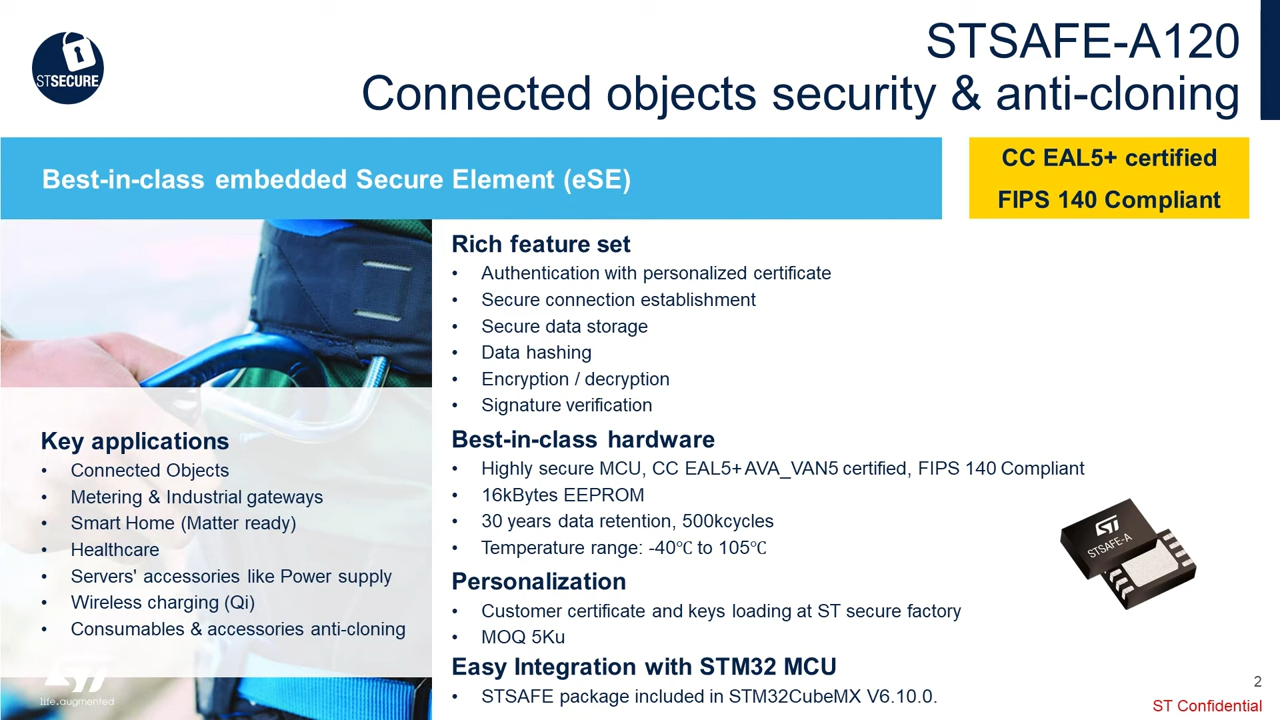 STSECURE
STSAFE-A120
Connected objects security & anti-cloning
Best-in-class embedded Secure Element (eSE)
CC EAL5+ certified
FIPS 140 Compliant
Key applications
• Connected Objects
• Metering & Industrial gateways
• Smart Home (Matter ready)
• Healthcare
• Servers' accessories like Power supply
• Wireless charging (Qi)
• Consumables & accessories anti-cloning
ST
life.augmented
Rich feature set
• Authentication with personalized certificate
• Secure connection establishment
• Secure data storage
• Data hashing
• Encryption / decryption
• Signature verification
Best-in-class hardware
• Highly secure MCU, CC EAL5+ AVA_VAN5 certified, FIPS 140 Compliant
• 16kBytes EEPROM
• 30 years data retention, 500kcycles
• Temperature range: -40℃ to 105℃
Personalization
• Customer certificate and keys loading at ST secure factory
• MOQ 5Ku
Easy Integration with STM32 MCU
• STSAFE package included in STM32CubeMX V6.10.0.
ST
STSAFE-A
2
ST Confidential